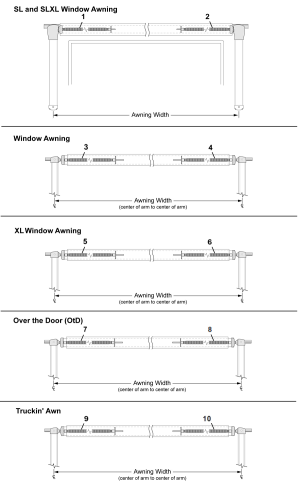 SL and SLXL Window Awning
1 2
Awning Width
Window Awning
3 4
Awning Width
(center of arm to center of arm)
XL Window Awning
5 6
Awning Width
(center of arm to center of arm)
Over the Door (OtD)
7 8
Awning Width
(center of arm to center of arm)
Truckin' Awn
9 10
Awning Width
(center of arm to center of arm)